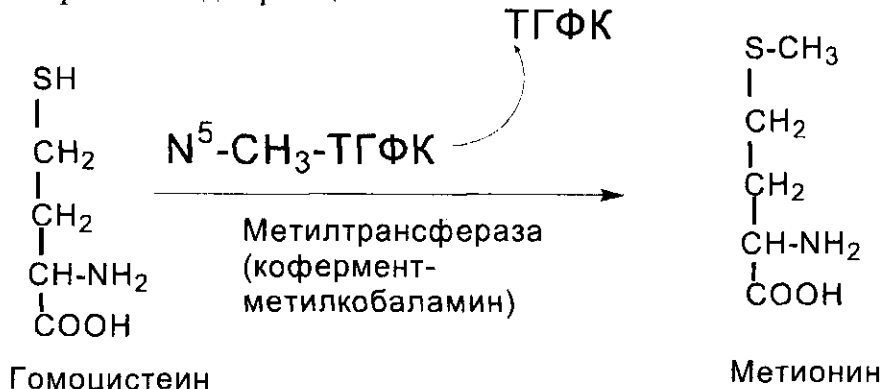 ТГФК
SH
CH₂
CH₂
CH-NH₂
COOH
Гомоцистеин
N⁵-CH₃-ТГФК
Метилтрансфераза
(кофермент-
метилкобаламин)
S-CH₃
CH₂
CH₂
CH-NH₂
COOH
Метионин